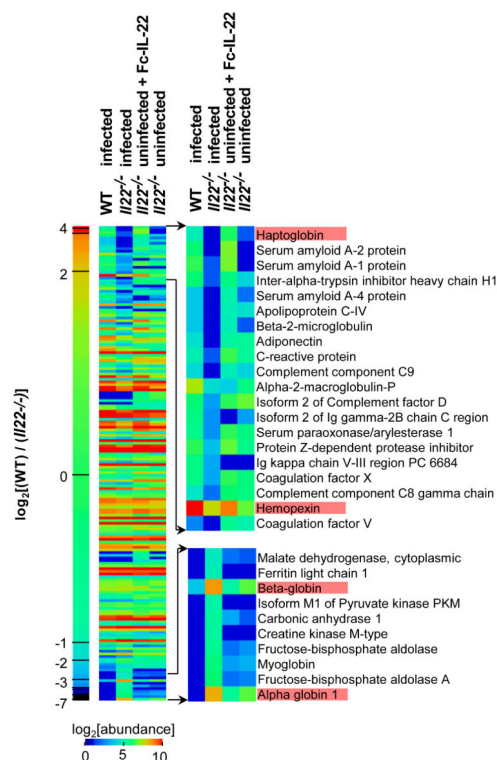 WT infected
Il22-/- infected
Il22-/- uninfected + Fc-IL-22
Il22-/- uninfected
WT infected
Il22-/- infected
Il22-/- uninfected + Fc-IL-22
Il22-/- uninfected
log2[(WT) / (Il22-/-)]
4
2
0
-1
-2
-3
-7
Haptoglobin
Serum amyloid A-2 protein
Serum amyloid A-1 protein
Inter-alpha-trypsin inhibitor heavy chain H1
Serum amyloid A-4 protein
Apolipoprotein C-IV
Beta-2-microglobulin
Adiponectin
C-reactive protein
Complement component C9
Alpha-2-macroglobulin-P
Isoform 2 of Complement factor D
Isoform 2 of Ig gamma-2B chain C region
Serum paraoxonase/arylesterase 1
Protein Z-dependent protease inhibitor
Ig kappa chain V-III region PC 6684
Coagulation factor X
Complement component C8 gamma chain
Hemopexin
Coagulation factor V
Malate dehydrogenase, cytoplasmic
Ferritin light chain 1
Beta-globin
Isoform M1 of Pyruvate kinase PKM
Carbonic anhydrase 1
Creatine kinase M-type
Fructose-bisphosphate aldolase
Myoglobin
Fructose-bisphosphate aldolase A
Alpha globin 1
log2[abundance]
0 5 10